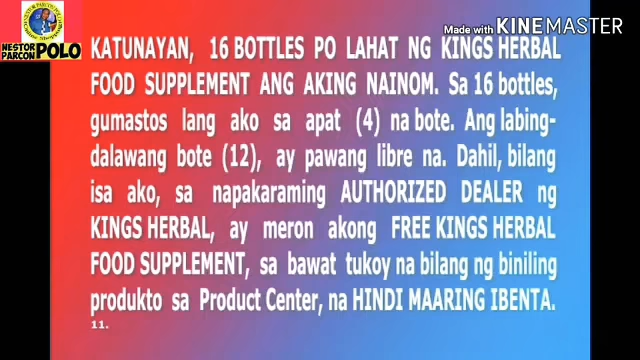 Made with KINEMASTER
NESTOR PARCON POLO
KATUNAYAN, 16 BOTTLES PO LAHAT NG KINGS HERBAL
FOOD SUPPLEMENT ANG AKING NAINOM. Sa 16 bottles,
gumastos lang ako sa apat (4) na bote. Ang labing-
dalawang bote (12), ay pawang libre na. Dahil, bilang
isa ako, sa napakaraming AUTHORIZED DEALER ng
KINGS HERBAL, ay meron akong FREE KINGS HERBAL
FOOD SUPPLEMENT, sa bawat tukoy na bilang ng biniling
produkto sa Product Center, na HINDI MAARING IBENTA.
11.